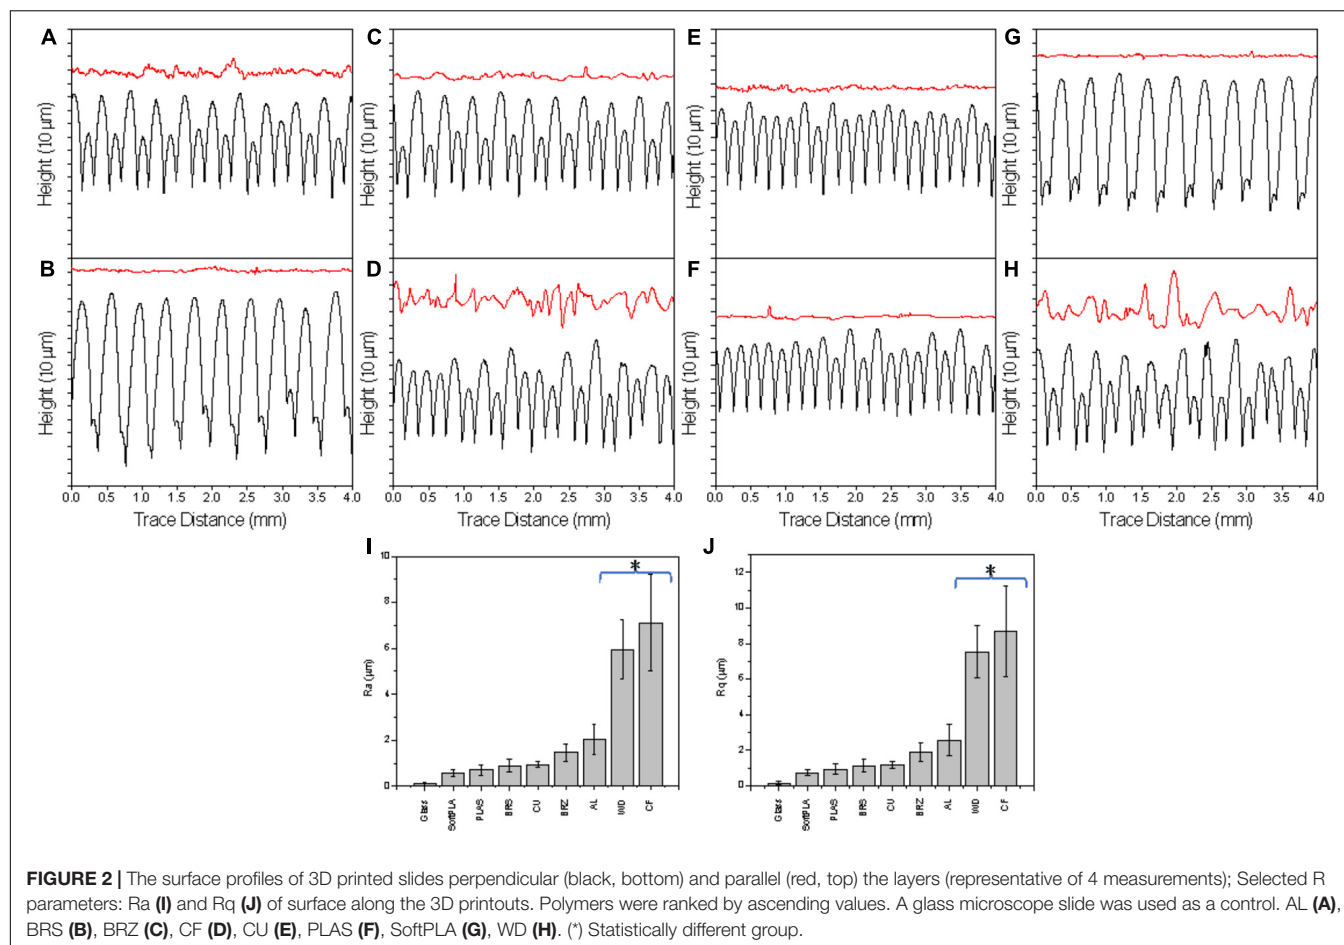 A C E G
Height (10 µm) Height (10 µm) Height (10 µm) Height (10 µm)
B D F H
Height (10 µm) Height (10 µm) Height (10 µm) Height (10 µm)
0.0 0.5 1.0 1.5 2.0 2.5 3.0 3.5 4.0 0.0 0.5 1.0 1.5 2.0 2.5 3.0 3.5 4.0 0.0 0.5 1.0 1.5 2.0 2.5 3.0 3.5 4.0 0.0 0.5 1.0 1.5 2.0 2.5 3.0 3.5 4.0
Trace Distance (mm) Trace Distance (mm) Trace Distance (mm) Trace Distance (mm)
I
10
8
6
4
2
0
Ra (µm)
*
Glass SoftPLA PLAS BRS CU BRZ AL WD CF
J
12
10
8
6
4
2
0
Rq (µm)
*
Glass SoftPLA PLAS BRS CU BRZ AL WD CF
FIGURE 2 | The surface profiles of 3D printed slides perpendicular (black, bottom) and parallel (red, top) the layers (representative of 4 measurements); Selected R
parameters: Ra (I) and Rq (J) of surface along the 3D printouts. Polymers were ranked by ascending values. A glass microscope slide was used as a control. AL (A),
BRS (B), BRZ (C), CF (D), CU (E), PLAS (F), SoftPLA (G), WD (H). (*) Statistically different group.